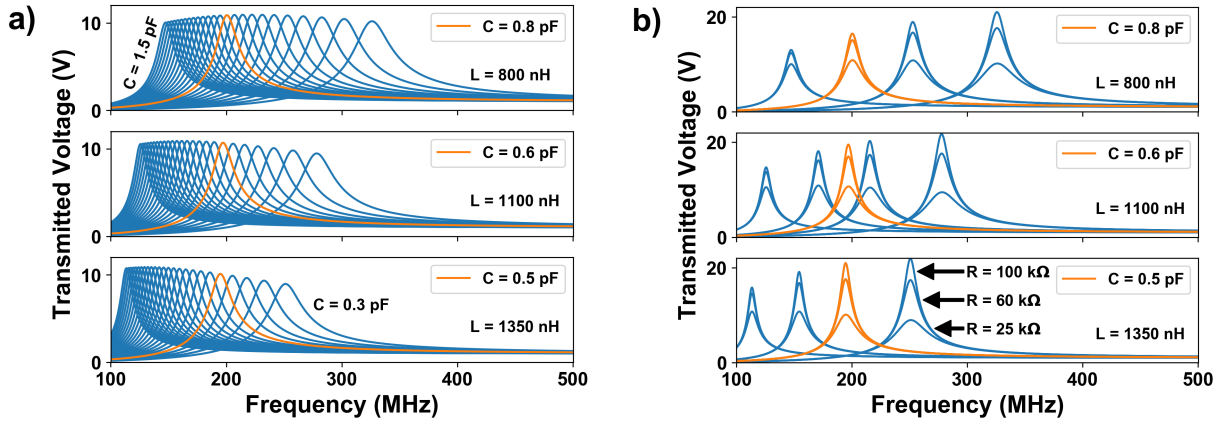 a)
Transmitted Voltage (V)
10
0
C = 1.5 pF
C = 0.8 pF
L = 800 nH
10
0
C = 0.6 pF
L = 1100 nH
10
0
C = 0.5 pF
C = 0.3 pF
L = 1350 nH
100 200 300 400 500
Frequency (MHz)
b)
Transmitted Voltage (V)
20
0
C = 0.8 pF
L = 800 nH
20
0
C = 0.6 pF
L = 1100 nH
20
0
C = 0.5 pF
R = 100 kΩ
R = 60 kΩ
R = 25 kΩ
L = 1350 nH
100 200 300 400 500
Frequency (MHz)